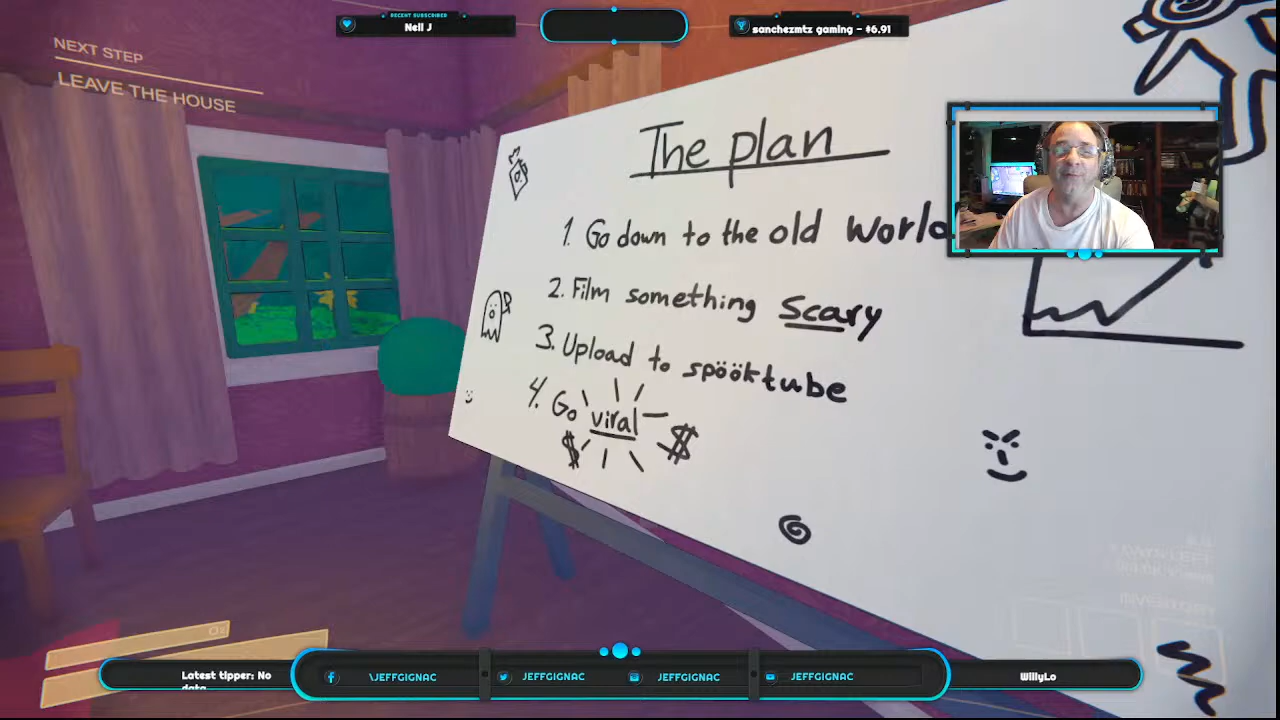 RECENT SUBSCRIBED
Neil J
sanchezmtz gaming - $6.91
NEXT STEP
LEAVE THE HOUSE
The plan
1. Go down to the old World
2. Film something Scary
3. Upload to spööktube
4. Go viral
$ $
Latest tipper: No data
\JEFFGIGNAC
JEFFGIGNAC
JEFFGIGNAC
JEFFGIGNAC
WillyLo